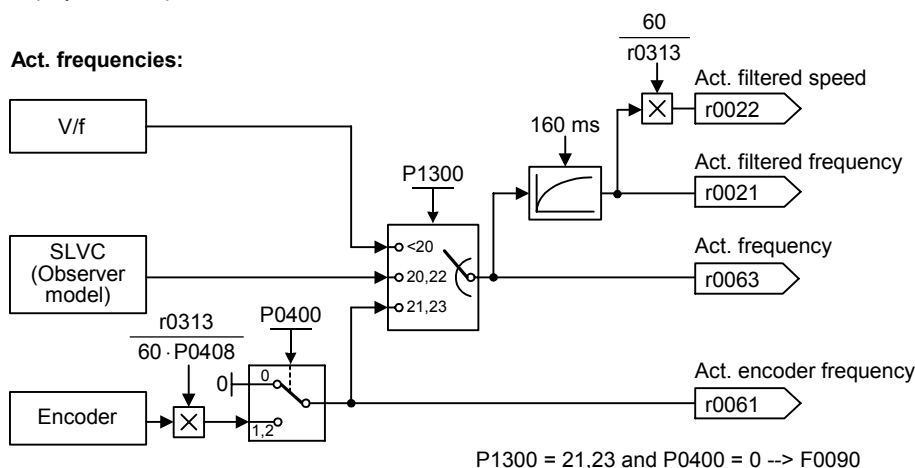 Act. frequencies:
60
r0313
Act. filtered speed
r0022
V/f
160 ms
Act. filtered frequency
r0021
P1300
<20
SLVC
(Observer
model)
20,22
Act. frequency
r0063
21,23
r0313
60 · P0408
P0400
0
0
Act. encoder frequency
r0061
Encoder
1,2
P1300 = 21,23 and P0400 = 0 --> F0090